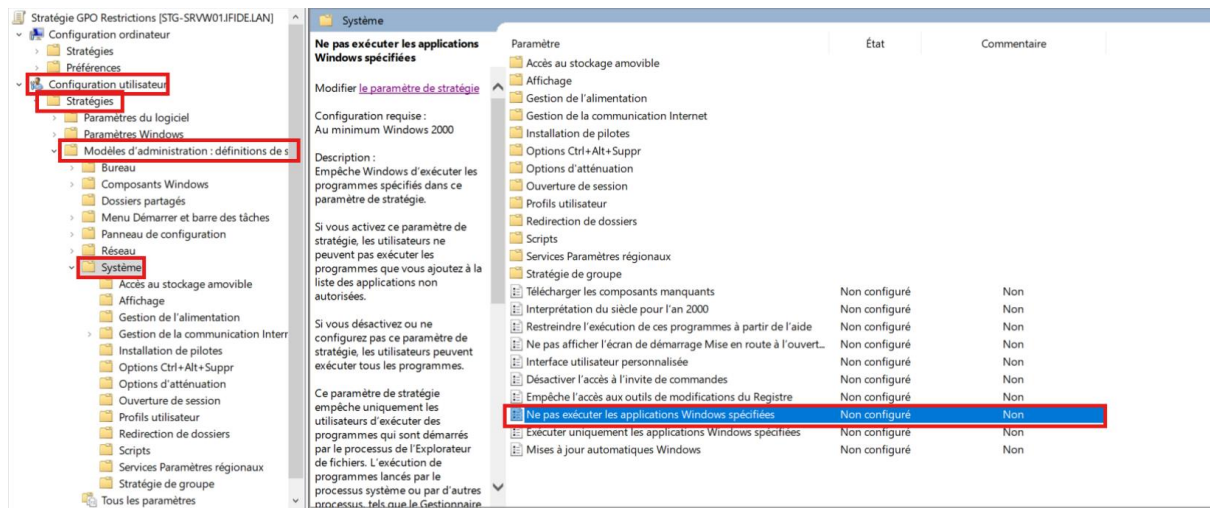 Stratégie GPO Restrictions [STG-SRVW01.IFIDE.LAN]
Configuration ordinateur
Stratégies
Préférences
Configuration utilisateur
Stratégies
Paramètres du logiciel
Paramètres Windows
Modèles d'administration : définitions de s
Bureau
Composants Windows
Dossiers partagés
Menu Démarrer et barre des tâches
Panneau de configuration
Réseau
Système
Accès au stockage amovible
Affichage
Gestion de l'alimentation
Gestion de la communication Interr
Installation de pilotes
Options Ctrl+Alt+Suppr
Options d'atténuation
Ouverture de session
Profils utilisateur
Redirection de dossiers
Scripts
Services Paramètres régionaux
Stratégie de groupe
Tous les paramètres
Système
Ne pas exécuter les applications
Windows spécifiées
Modifier le paramètre de stratégie
Configuration requise :
Au minimum Windows 2000
Description :
Empêche Windows d'exécuter les
programmes spécifiés dans ce
paramètre de stratégie.
Si vous activez ce paramètre de
stratégie, les utilisateurs ne
peuvent pas exécuter les
programmes que vous ajoutez à la
liste des applications non
autorisées.
Si vous désactivez ou ne
configurez pas ce paramètre de
stratégie, les utilisateurs peuvent
exécuter tous les programmes.
Ce paramètre de stratégie
empêche uniquement les
utilisateurs d'exécuter des
programmes qui sont démarrés
par le processus de l'Explorateur
de fichiers. L'exécution de
programmes lancés par le
processus système ou par d'autres
processus, tels que le Gestionnaire
Paramètre État Commentaire
Accès au stockage amovible
Affichage
Gestion de l'alimentation
Gestion de la communication Internet
Installation de pilotes
Options Ctrl+Alt+Suppr
Options d'atténuation
Ouverture de session
Profils utilisateur
Redirection de dossiers
Scripts
Services Paramètres régionaux
Stratégie de groupe
Télécharger les composants manquants Non configuré Non
Interprétation du siècle pour l'an 2000 Non configuré Non
Restreindre l'exécution de ces programmes à partir de l'aide Non configuré Non
Ne pas afficher l'écran de démarrage Mise en route à l'ouvert... Non configuré Non
Interface utilisateur personnalisée Non configuré Non
Désactiver l'accès à l'invite de commandes Non configuré Non
Empêche l'accès aux outils de modifications du Registre Non configuré Non
Ne pas exécuter les applications Windows spécifiées Non configuré Non
Exécuter uniquement les applications Windows spécifiées Non configuré Non
Mises à jour automatiques Windows Non configuré Non